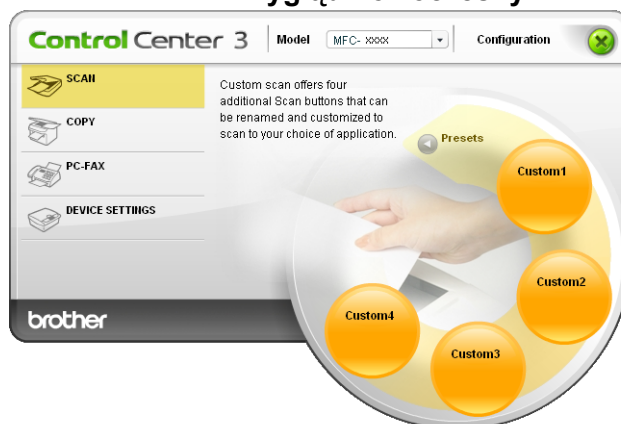 Control Center 3 Model MFC- XXXX Configuration
SCAN
COPY
PC-FAX
DEVICE SETTINGS
Custom scan offers four
additional Scan buttons that can
be renamed and customized to
scan to your choice of application.
Presets
Custom1
Custom2
Custom3
Custom4
brother